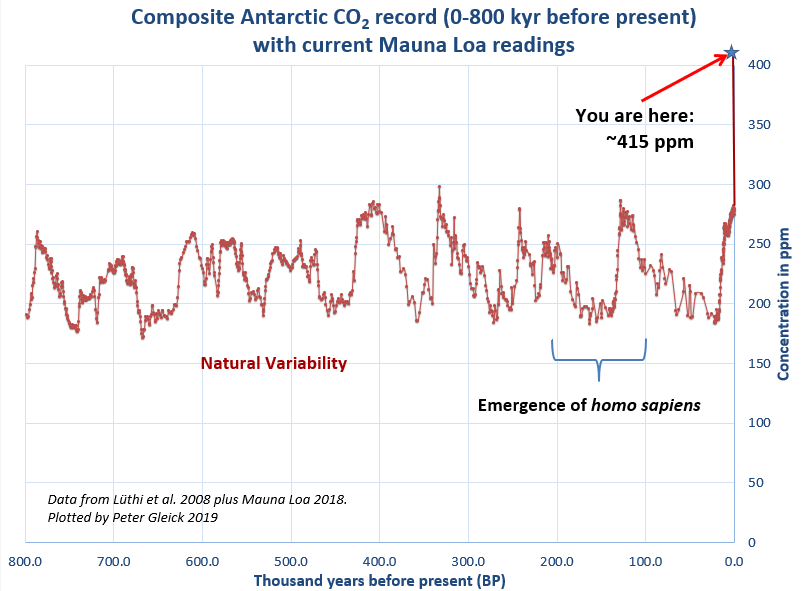 Composite Antarctic CO₂ record (0-800 kyr before present)
with current Mauna Loa readings
400
You are here:
~415 ppm
350
300
250
200
150
100
50
0
Concentration in ppm
Natural Variability
Emergence of homo sapiens
Data from Lüthi et al. 2008 plus Mauna Loa 2018.
Plotted by Peter Gleick 2019
800.0 700.0 600.0 500.0 400.0 300.0 200.0 100.0 0.0
Thousand years before present (BP)